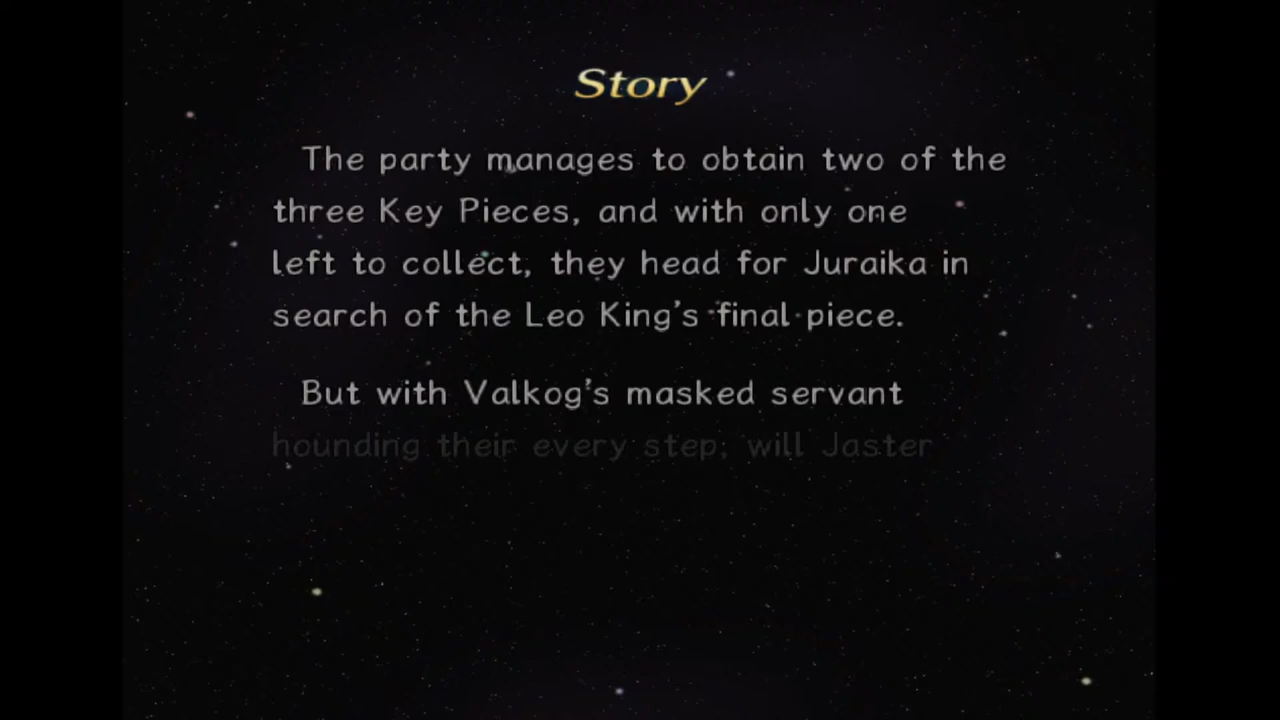 Story
The party manages to obtain two of the
three Key Pieces, and with only one
left to collect, they head for Juraika in
search of the Leo King's final piece.
But with Valkog's masked servant
hounding their every step, will Jaster